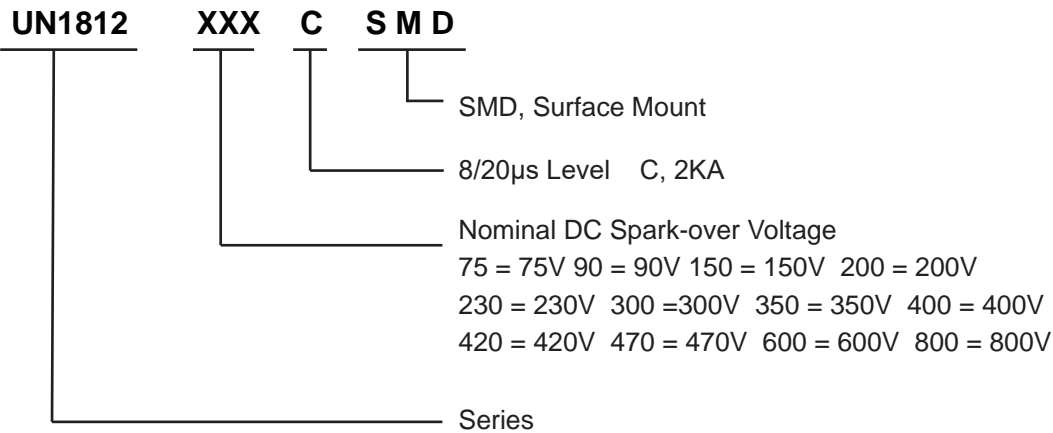 UN1812 XXX C S M D
SMD, Surface Mount
8/20μs Level C, 2KA
Nominal DC Spark-over Voltage
75 = 75V 90 = 90V 150 = 150V 200 = 200V
230 = 230V 300 =300V 350 = 350V 400 = 400V
420 = 420V 470 = 470V 600 = 600V 800 = 800V
Series